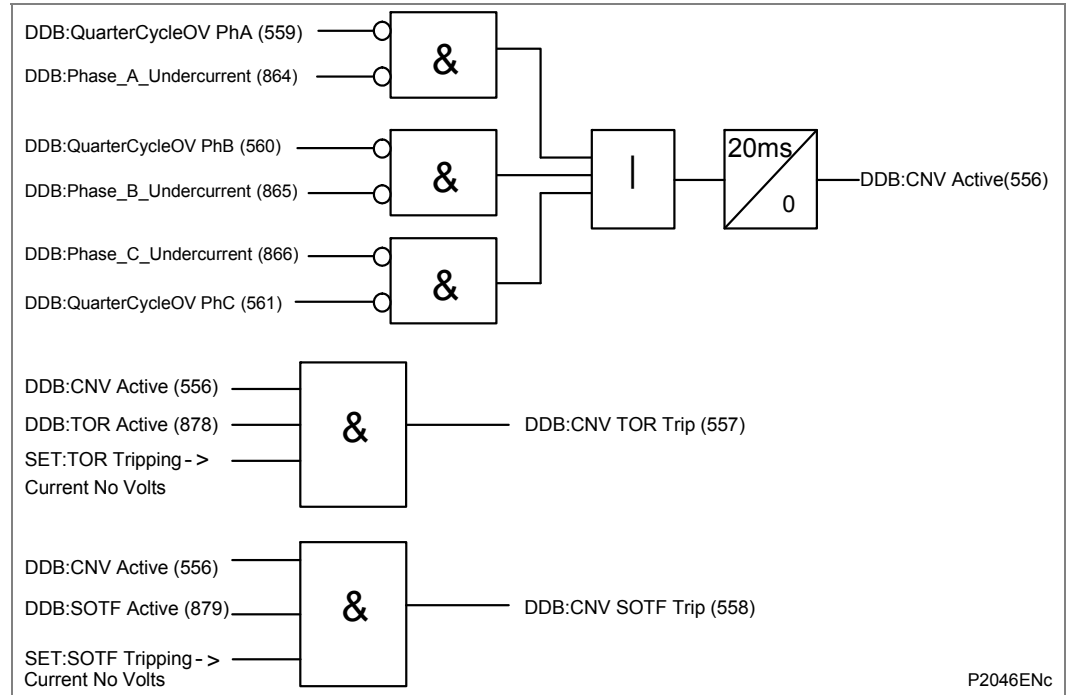 DDB:QuarterCycleOV PhA (559)
DDB:Phase_A_Undercurrent (864)
&
DDB:QuarterCycleOV PhB (560)
DDB:Phase_B_Undercurrent (865)
&
DDB:Phase_C_Undercurrent (866)
DDB:QuarterCycleOV PhC (561)
&
|
20ms
0
DDB:CNV Active(556)
DDB:CNV Active (556)
DDB:TOR Active (878)
SET:TOR Tripping->
Current No Volts
&
DDB:CNV TOR Trip (557)
DDB:CNV Active (556)
DDB:SOTF Active (879)
SET:SOTF Tripping->
Current No Volts
&
DDB:CNV SOTF Trip (558)
P2046ENc